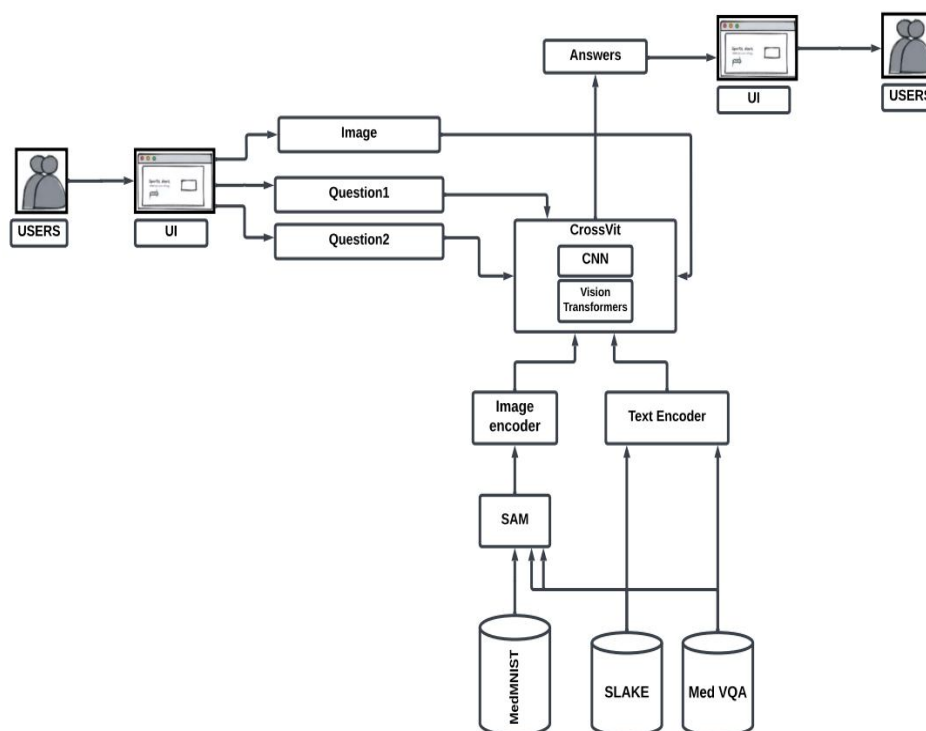 Answers
UI
USERS
Image
Question1
Question2
USERS
UI
CrossVit
CNN
Vision
Transformers
Image
encoder
Text Encoder
SAM
MedMNIST
SLAKE
Med VQA